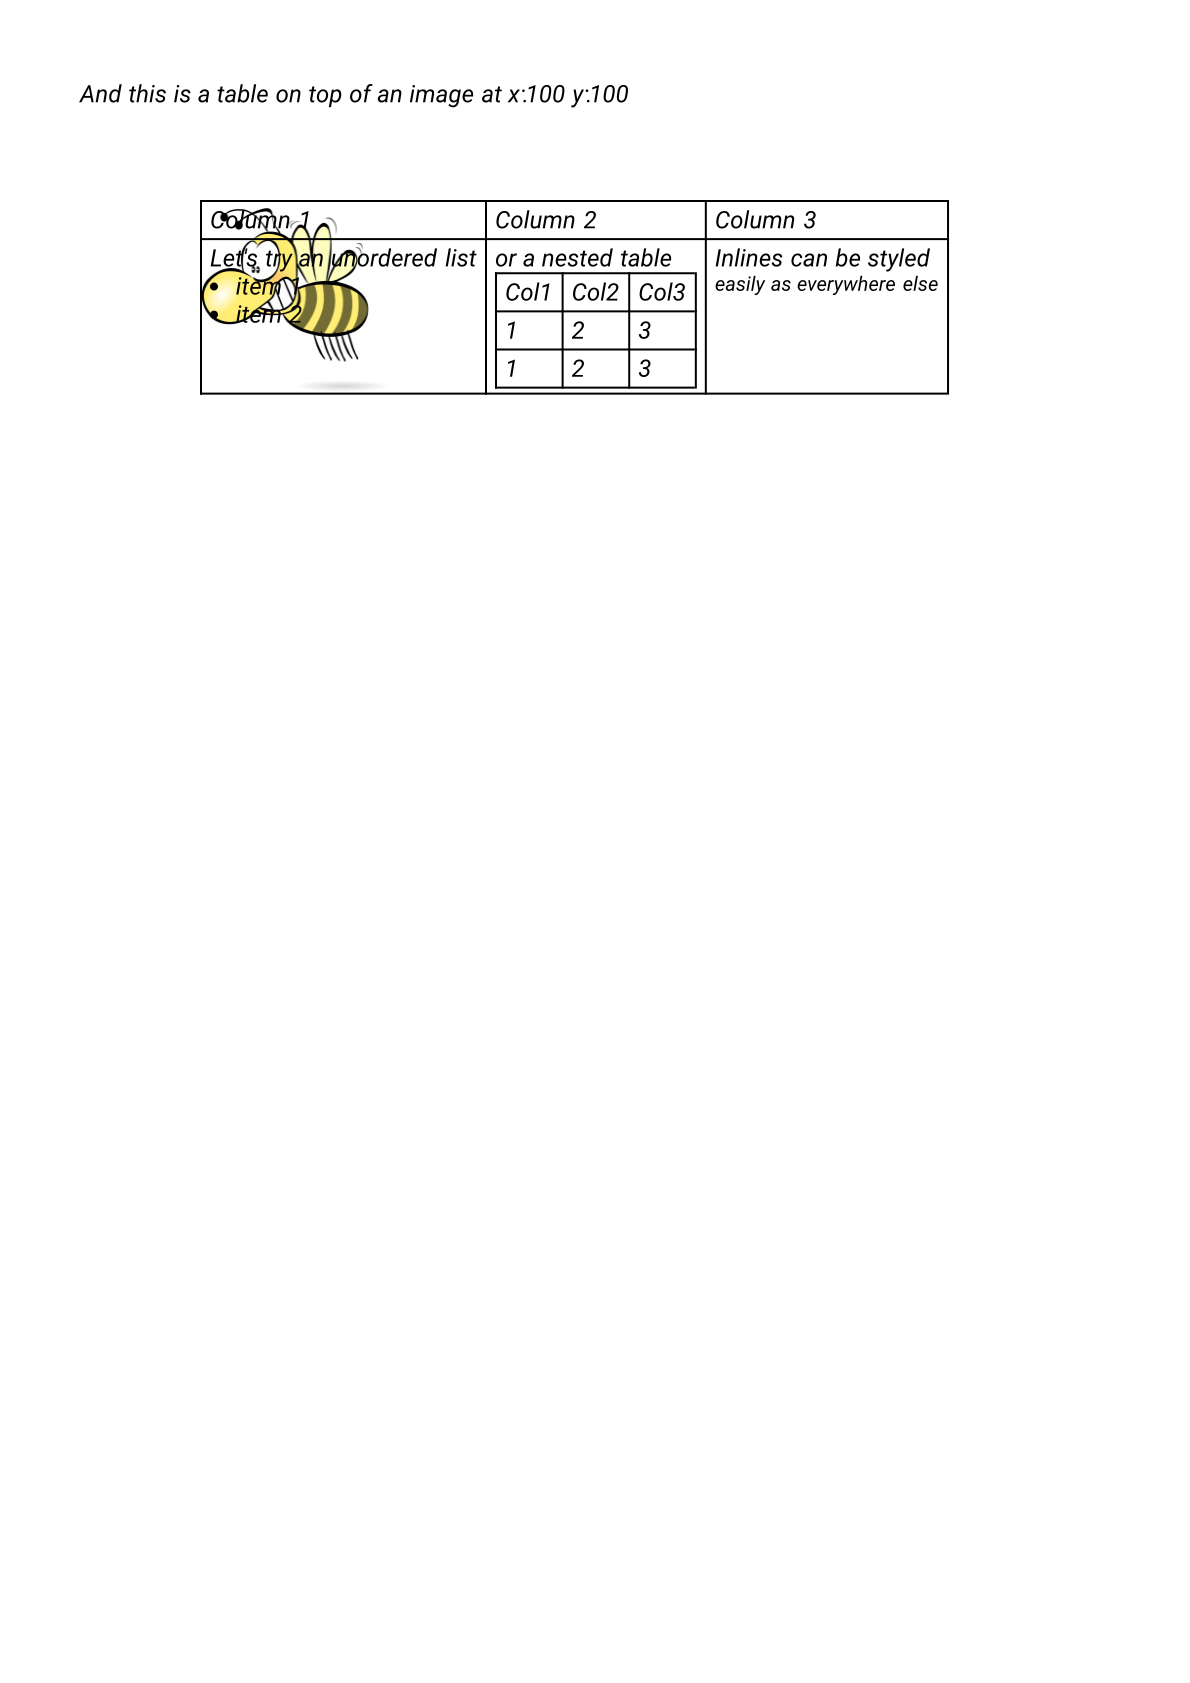 And this is a table on top of an image at x:100 y:100
Column 1 Column 2 Column 3
Let's try an unordered list
• item 1
• item 2
or a nested table
Col1 Col2 Col3
1 2 3
1 2 3
Inlines can be styled
easily as everywhere else